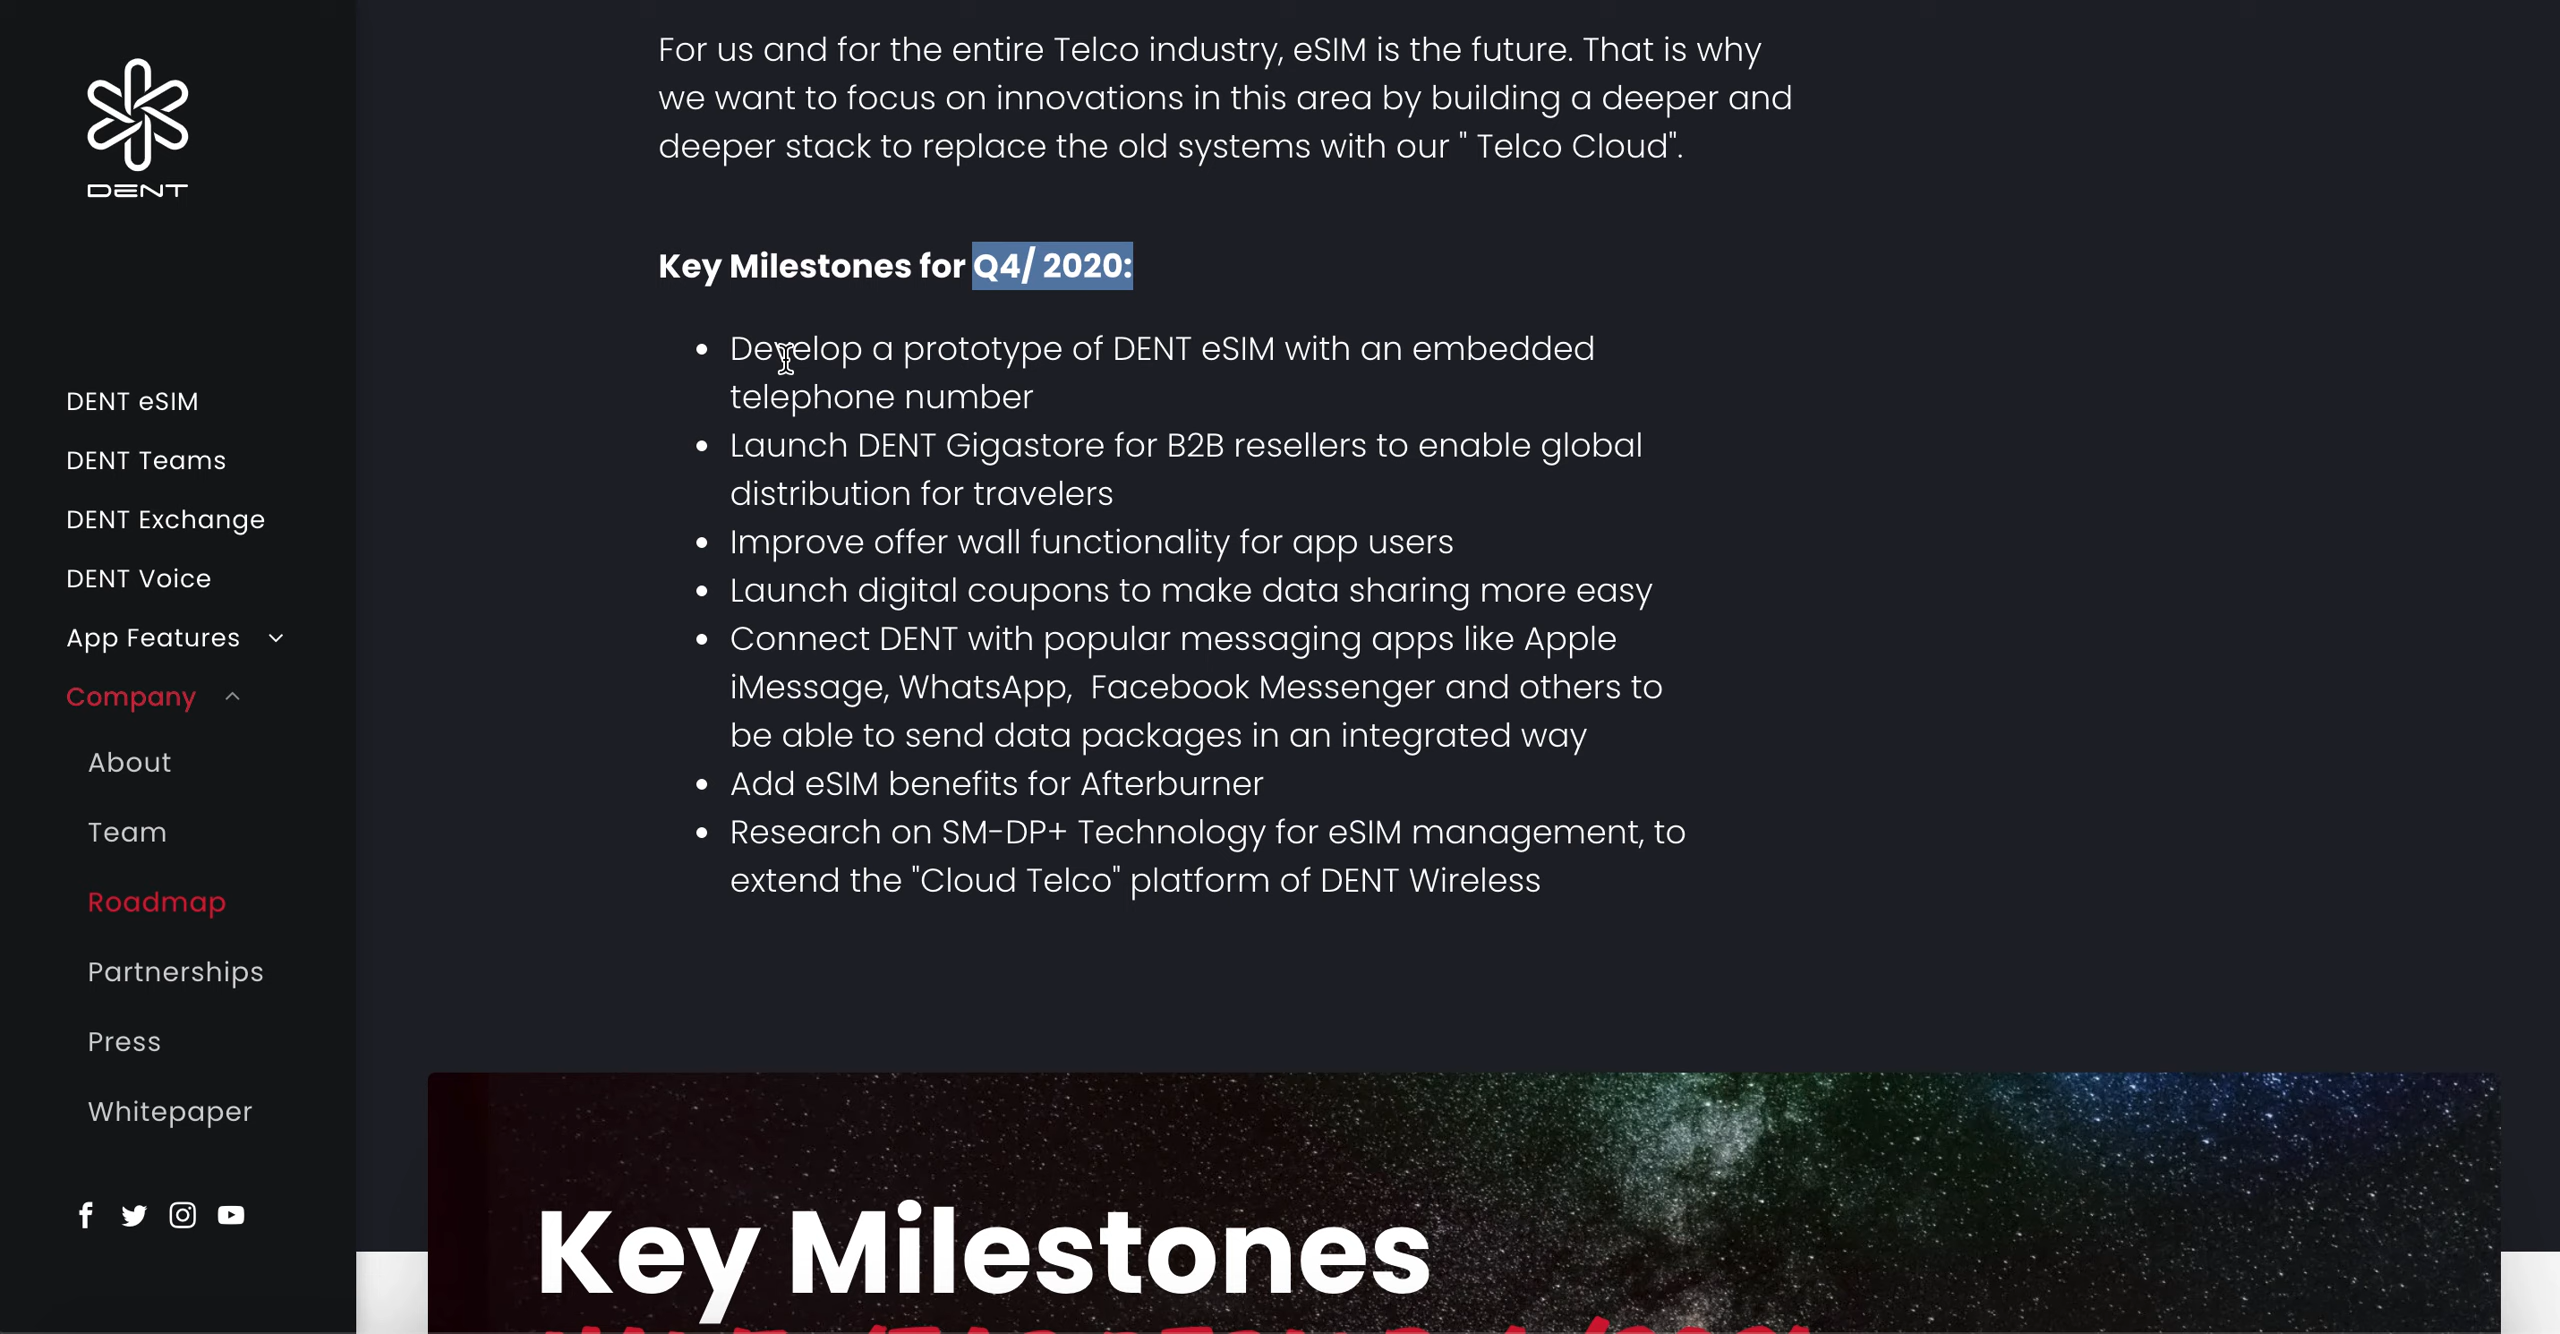 DENT
DENT eSIM
DENT Teams
DENT Exchange
DENT Voice
App Features
Company
About
Team
Roadmap
Partnerships
Press
Whitepaper
For us and for the entire Telco industry, eSIM is the future. That is why
we want to focus on innovations in this area by building a deeper and
deeper stack to replace the old systems with our " Telco Cloud".
Key Milestones for Q4/ 2020:
• Develop a prototype of DENT eSIM with an embedded
telephone number
• Launch DENT Gigastore for B2B resellers to enable global
distribution for travelers
• Improve offer wall functionality for app users
• Launch digital coupons to make data sharing more easy
• Connect DENT with popular messaging apps like Apple
iMessage, WhatsApp,  Facebook Messenger and others to
be able to send data packages in an integrated way
• Add eSIM benefits for Afterburner
• Research on SM-DP+ Technology for eSIM management, to
extend the "Cloud Telco" platform of DENT Wireless
Key Milestones